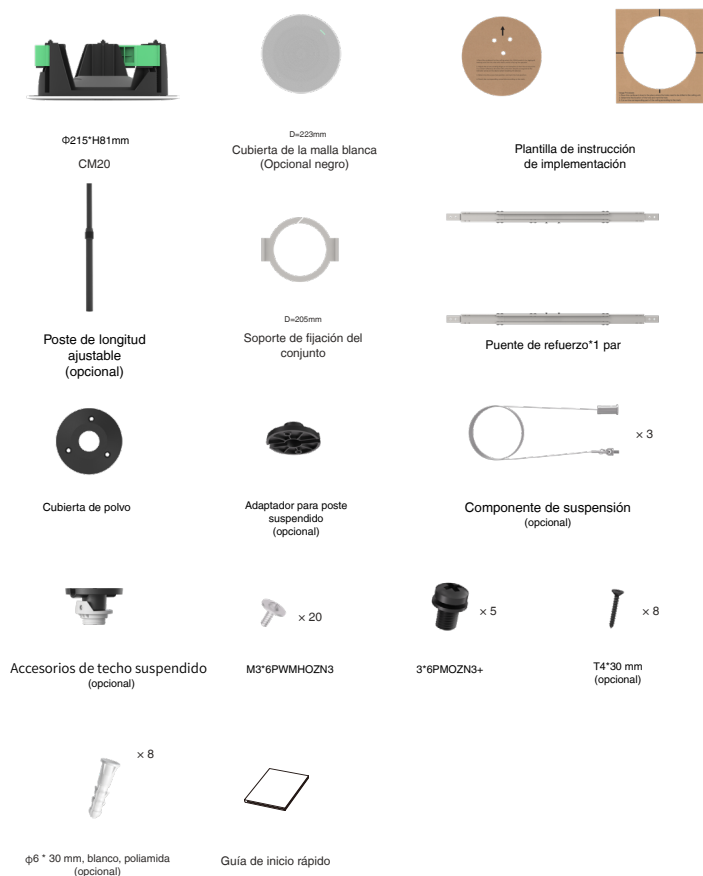 Φ215*H81mm
CM20
D=223mm
Cubierta de la malla blanca
(Opcional negro)
Plantilla de instrucción
de implementación
Poste de longitud
ajustable
(opcional)
D=205mm
Soporte de fijación del
conjunto
Puente de refuerzo*1 par
Cubierta de polvo
Adaptador para poste
suspendido
(opcional)
× 3
Componente de suspensión
(opcional)
Accesorios de techo suspendido
(opcional)
× 20
M3*6PWMHOZN3
× 5
3*6PMOZN3+
× 8
T4*30 mm
(opcional)
× 8
φ6 * 30 mm, blanco, poliamida
(opcional)
Guía de inicio rápido